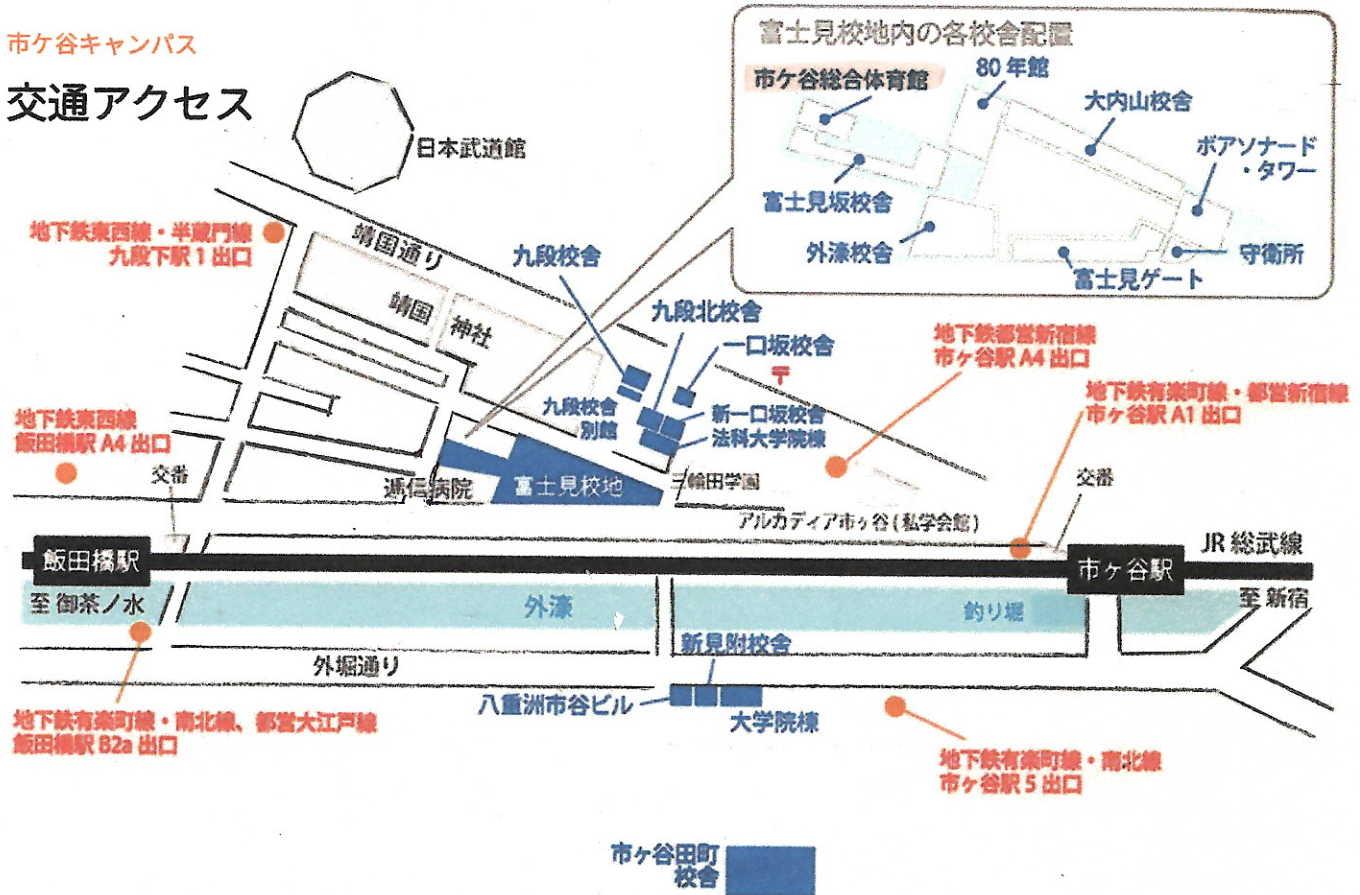 市ケ谷キャンパス
交通アクセス
富士見校地内の各校舎配置
市ケ谷総合体育館
80年館
大内山校舎
ボアソナード
・タワー
富士見坂校舎
外濠校舎
富士見ゲート
守衛所
日本武道館
地下鉄東西線・半蔵門線
九段下駅1出口
靖国通り
靖国 神社
九段校舎
九段北校舎
一口坂校舎
〒
地下鉄都営新宿線
市ヶ谷駅A4出口
地下鉄有楽町線・都営新宿線
市ヶ谷駅A1出口
九段校舎
別館
新一口坂校舎
法科大学院棟
地下鉄東西線
飯田橋駅A4出口
交番
逓信病院
富士見校地
三輪田学園
交番
アルカディア市ヶ谷(私学会館)
JR総武線
飯田橋駅
市ヶ谷駅
至 御茶ノ水
外濠
釣り堀
至 新宿
外堀通り
新見附校舎
八重洲市谷ビル
大学院棟
地下鉄有楽町線・南北線、都営大江戸線
飯田橋駅B2a出口
地下鉄有楽町線・南北線
市ヶ谷駅5出口
市ヶ谷田町
校舎